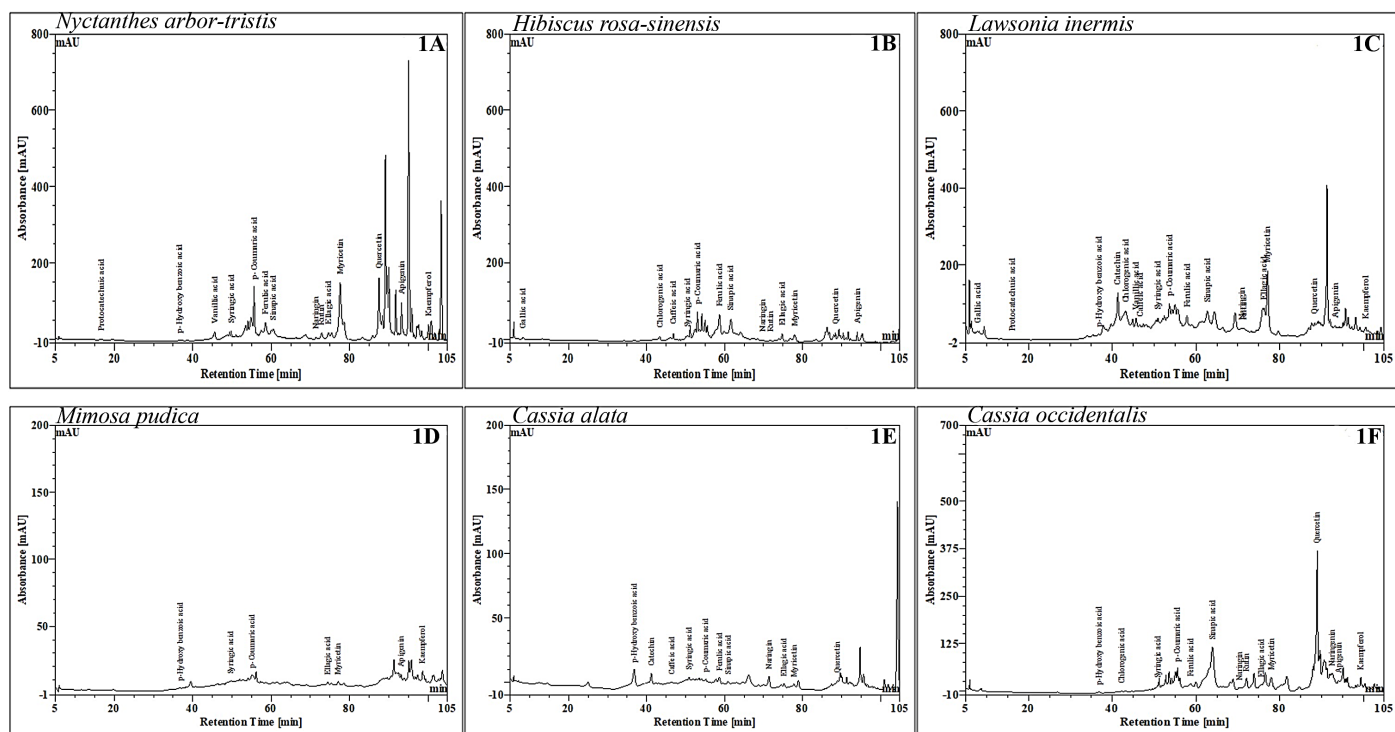 Nyctanthes arbor-tristis
1A
mAU
800
600
400
200
-10
5
20
40
60
80
105
min
Absorbance [mAU]
Retention Time [min]
Protocatechuic acid
p-Hydroxy benzoic acid
Vanillic acid
Syringic acid
p- Coumaric acid
Ferulic acid
Sinapic acid
Naringin
Rutin
Ellagic acid
Myricetin
Quercetin
Apigenin
Kaempferol
Hibiscus rosa-sinensis
1B
mAU
800
600
400
200
-10
5
20
40
60
80
105
min
Absorbance [mAU]
Retention Time [min]
Gallic acid
Chlorogenic acid
Caffeic acid
Syringic acid
p-Coumaric acid
Ferulic acid
Sinapic acid
Naringin
Rutin
Ellagic acid
Myricetin
Quercetin
Apigenin
Lawsonia inermis
1C
mAU
800
600
400
200
-2
5
20
40
60
80
105
min
Absorbance [mAU]
Retention Time [min]
Gallic acid
Protocatechuic acid
p-Hydroxy benzoic acid
Catechin
Chlorogenic acid
Vanillic acid
Caffeic acid
Syringic acid
p-Coumaric acid
Ferulic acid
Sinapic acid
Ellagic acid
Myricetin
Quercetin
Apigenin
Kaempferol
Mimosa pudica
1D
mAU
200
150
100
50
-1
5
20
40
60
80
105
min
Absorbance [mAU]
Retention Time [min]
p-Hydroxy benzoic acid
Syringic acid
p-Coumaric acid
Ellagic acid
Myricetin
Apigenin
Kaempferol
Cassia alata
1E
mAU
200
150
100
50
-10
5
20
40
60
80
105
min
Absorbance [mAU]
Retention Time [min]
p-Hydroxy benzoic acid
Catechin
Caffeic acid
Syringic acid
p-Coumaric acid
Ferulic acid
Sinapic acid
Naringin
Ellagic acid
Myricetin
Quercetin
Cassia occidentalis
1F
mAU
700
500
375
250
125
-10
5
20
40
60
80
105
min
Absorbance [mAU]
Retention Time [min]
p-Hydroxy benzoic acid
Chlorogenic acid
Syringic acid
p-Coumaric acid
Ferulic acid
Sinapic acid
Naringin
Rutin
Ellagic acid
Myricetin
Quercetin
Naringenin
Apigenin
Kaempferol